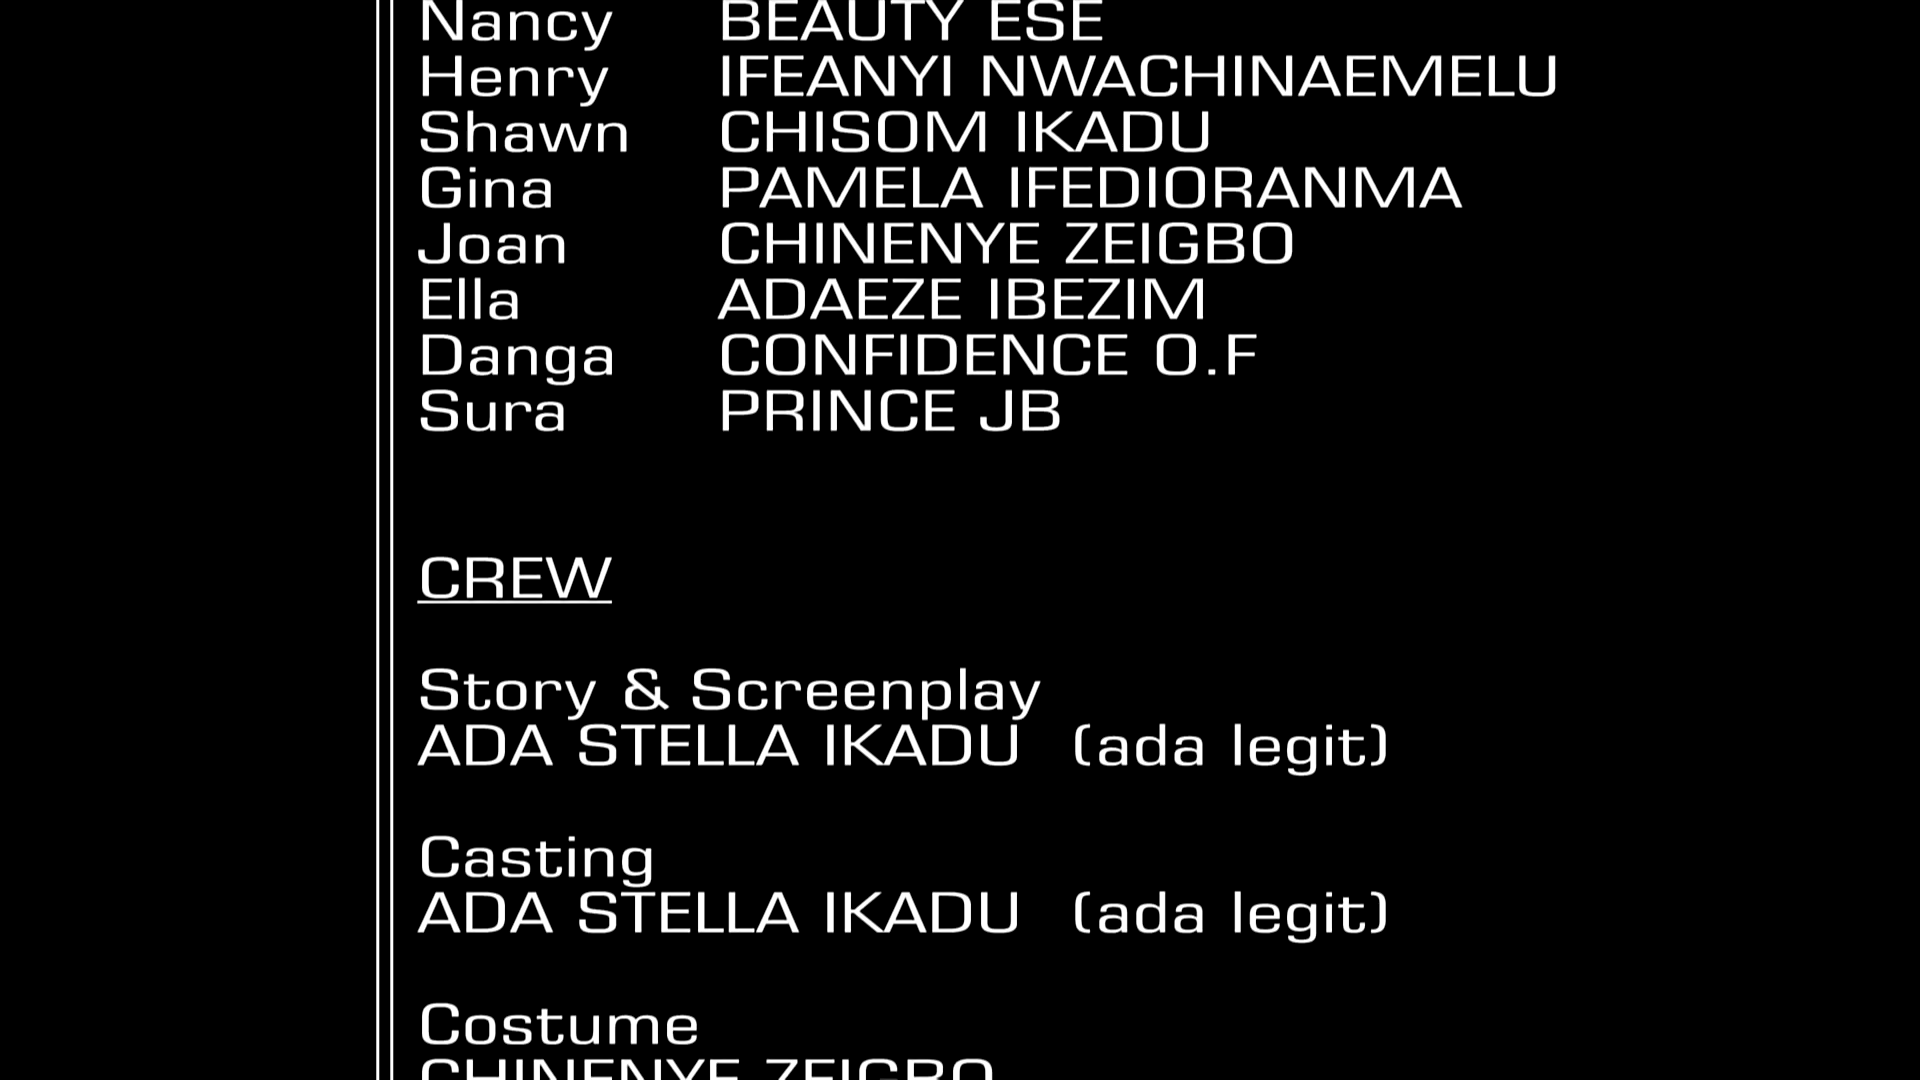 Nancy BEAUTY ESE
Henry IFEANYI NWACHINAEMELU
Shawn CHISOM IKADU
Gina PAMELA IFEDIORANMA
Joan CHINENYE ZEIGBO
Ella ADAEZE IBEZIM
Danga CONFIDENCE O.F
Sura PRINCE JB
CREW
Story & Screenplay
ADA STELLA IKADU (ada legit)
Casting
ADA STELLA IKADU (ada legit)
Costume
CHINENYE ZEIGBO